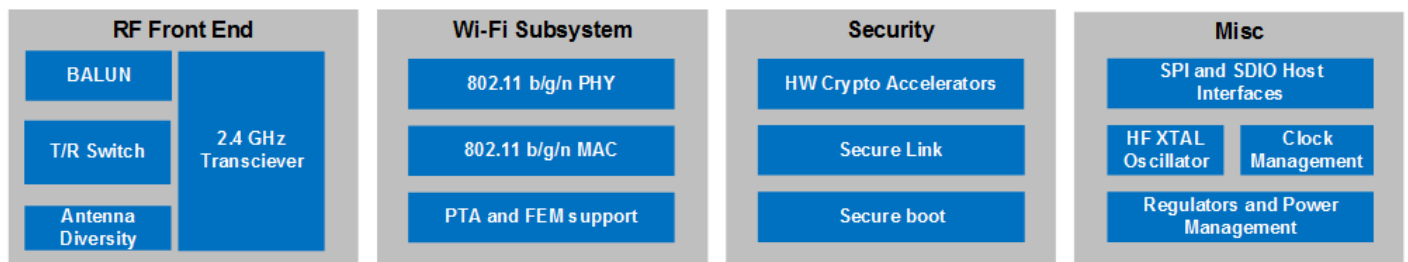 RF Front End
BALUN
T/R Switch
Antenna
Diversity
2.4 GHz
Transciever
Wi-Fi Subsystem
802.11 b/g/n PHY
802.11 b/g/n MAC
PTA and FEM support
Security
HW Crypto Accelerators
Secure Link
Secure boot
Misc
SPI and SDIO Host
Interfaces
HF XTAL
Oscillator
Clock
Management
Regulators and Power
Management